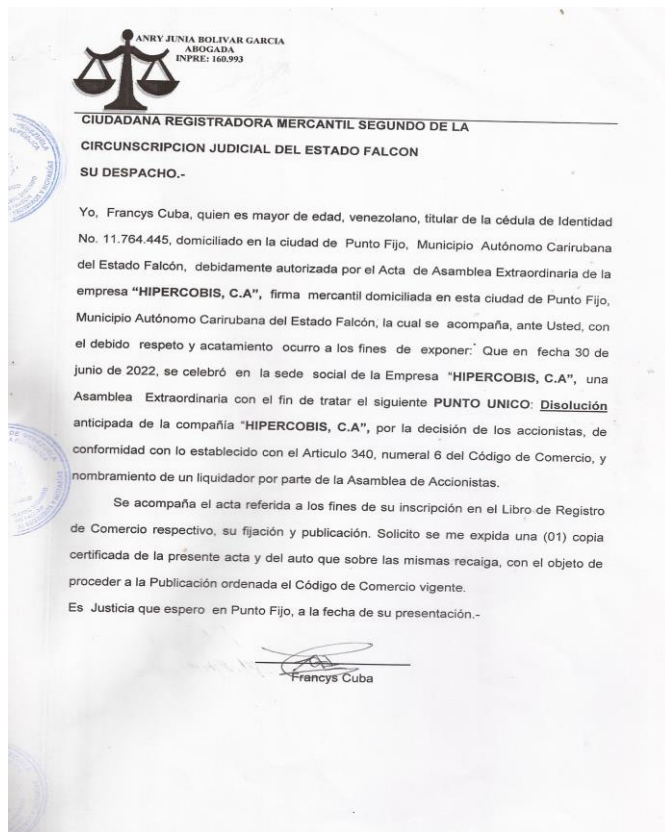 ANRY JUNIA BOLIVAR GARCIA
ABOGADA
INPRE: 160.993
CIUDADANA REGISTRADORA MERCANTIL SEGUNDO DE LA
CIRCUNSCRIPCION JUDICIAL DEL ESTADO FALCON
SU DESPACHO.-
Yo, Francys Cuba, quien es mayor de edad, venezolano, titular de la cédula de Identidad
No. 11.764.445, domiciliado en la ciudad de Punto Fijo, Municipio Autónomo Carirubana
del Estado Falcón, debidamente autorizada por el Acta de Asamblea Extraordinaria de la
empresa “HIPERCOBIS, C.A”, firma mercantil domiciliada en esta ciudad de Punto Fijo,
Municipio Autónomo Carirubana del Estado Falcón, la cual se acompaña, ante Usted, con
el debido respeto y acatamiento ocurro a los fines de exponer: Que en fecha 30 de
junio de 2022, se celebró en la sede social de la Empresa “HIPERCOBIS, C.A”, una
Asamblea Extraordinaria con el fin de tratar el siguiente PUNTO UNICO: Disolución
anticipada de la compañía “HIPERCOBIS, C.A”, por la decisión de los accionistas, de
conformidad con lo establecido con el Articulo 340, numeral 6 del Código de Comercio, y
nombramiento de un liquidador por parte de la Asamblea de Accionistas.
Se acompaña el acta referida a los fines de su inscripción en el Libro de Registro
de Comercio respectivo, su fijación y publicación. Solicito se me expida una (01) copia
certificada de la presente acta y del auto que sobre las mismas recaiga, con el objeto de
proceder a la Publicación ordenada el Código de Comercio vigente.
Es Justicia que espero en Punto Fijo, a la fecha de su presentación.-
Francys Cuba